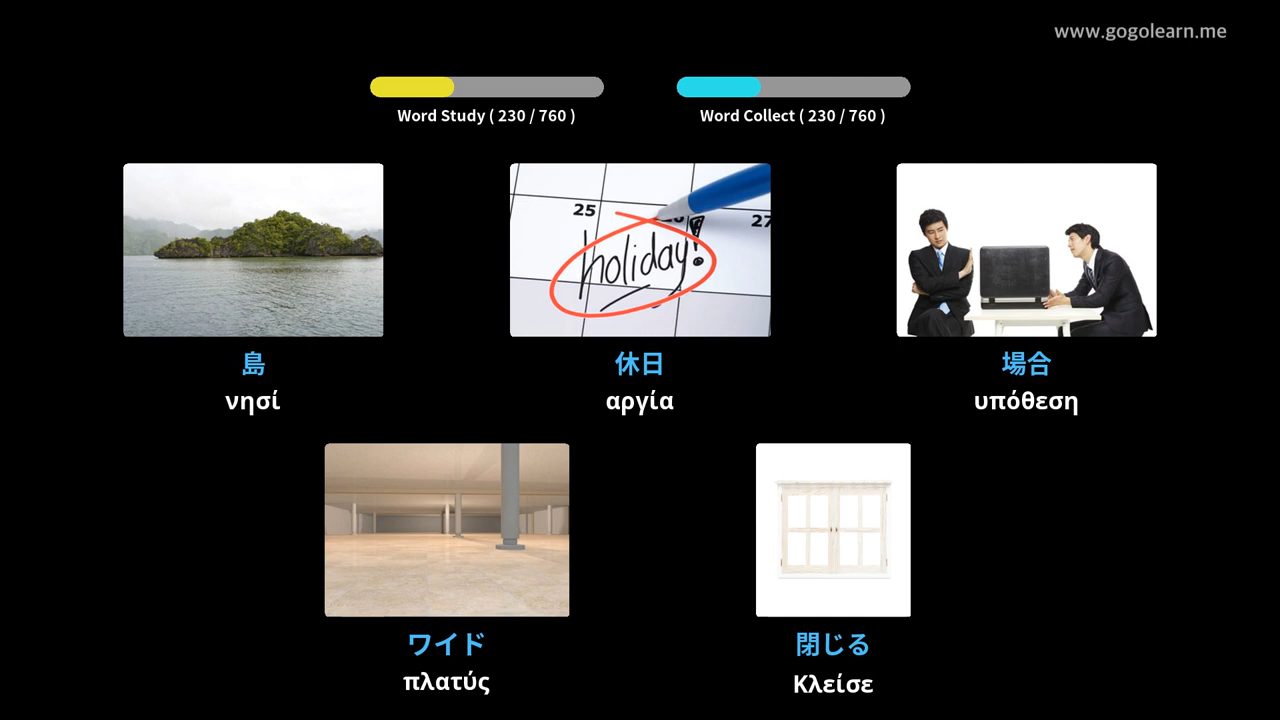 www.gogolearn.me
Word Study ( 230 / 760 )
Word Collect ( 230 / 760 )
25
27
holiday!
島
休日
場合
νησί
αργία
υπόθεση
ワイド
閉じる
πλατύς
Κλείσε